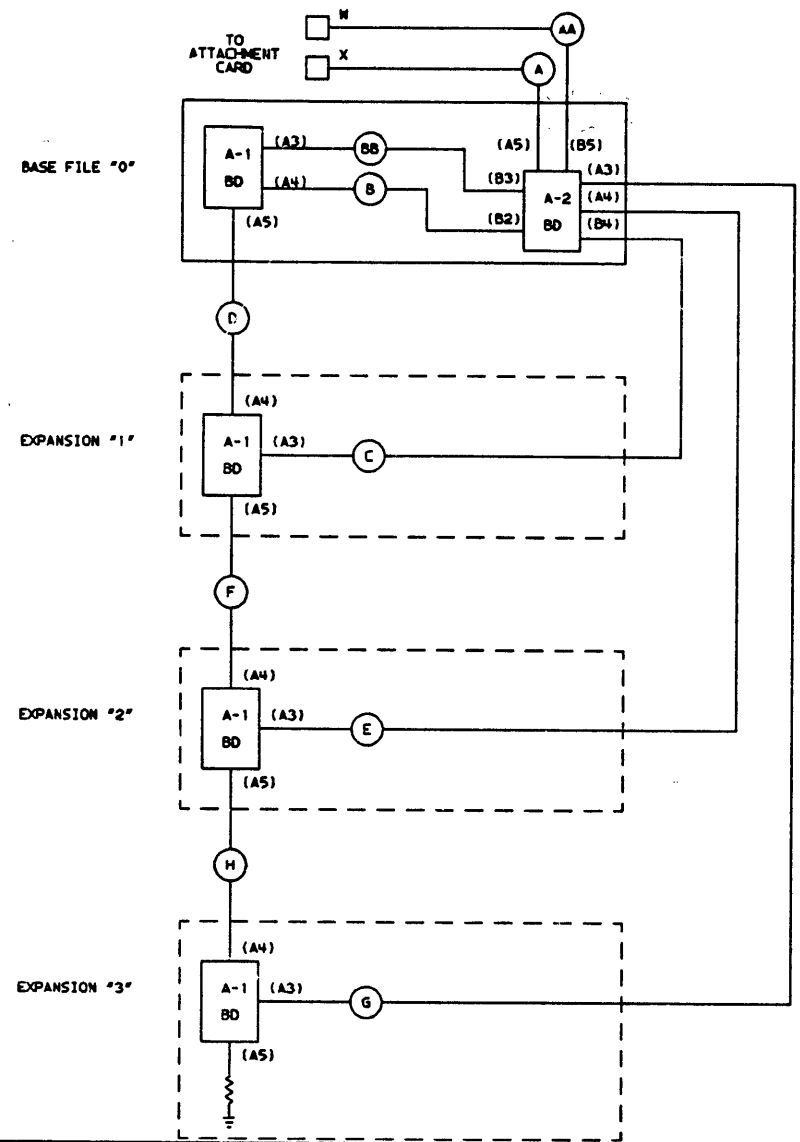 W
AA
TO
ATTACHMENT
CARD
X
A
BASE FILE "0"
A-1
BD
(A3)
BB
(A4)
B
(A5)
(A5)
(B5)
(B3)
(A3)
A-2
BD
(A4)
(B2)
(B4)
D
EXPANSION "1"
(A4)
A-1
BD
(A3)
C
(A5)
F
EXPANSION "2"
(A4)
A-1
BD
(A3)
E
(A5)
H
EXPANSION "3"
(A4)
A-1
BD
(A3)
G
(A5)